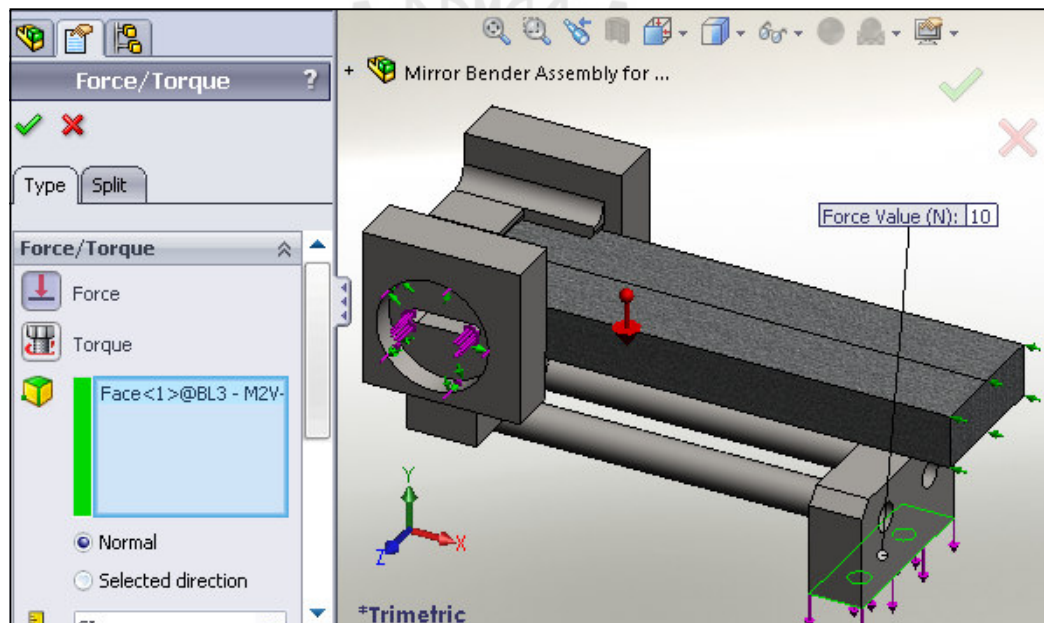 Force/Torque ?
+ Mirror Bender Assembly for ...
Type Split
Force/Torque
Force
Torque
Face<1>@BL3 - M2V-
Normal
Selected direction
Force Value (N): 10
Y
X
Z
*Trimetric